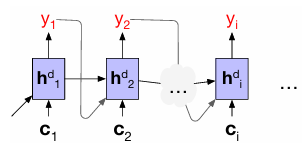 y1 y2 yi
hd1 hd2 ... hdi ...
c1 c2 ci